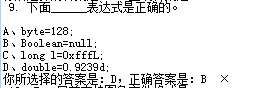 9. 下面______表达式是正确的。
A、byte=128;
B、Boolean=null;
C、long l=0xfffL;
D、double=0.9239d;
你所选择的答案是：D，正确答案是：B ×